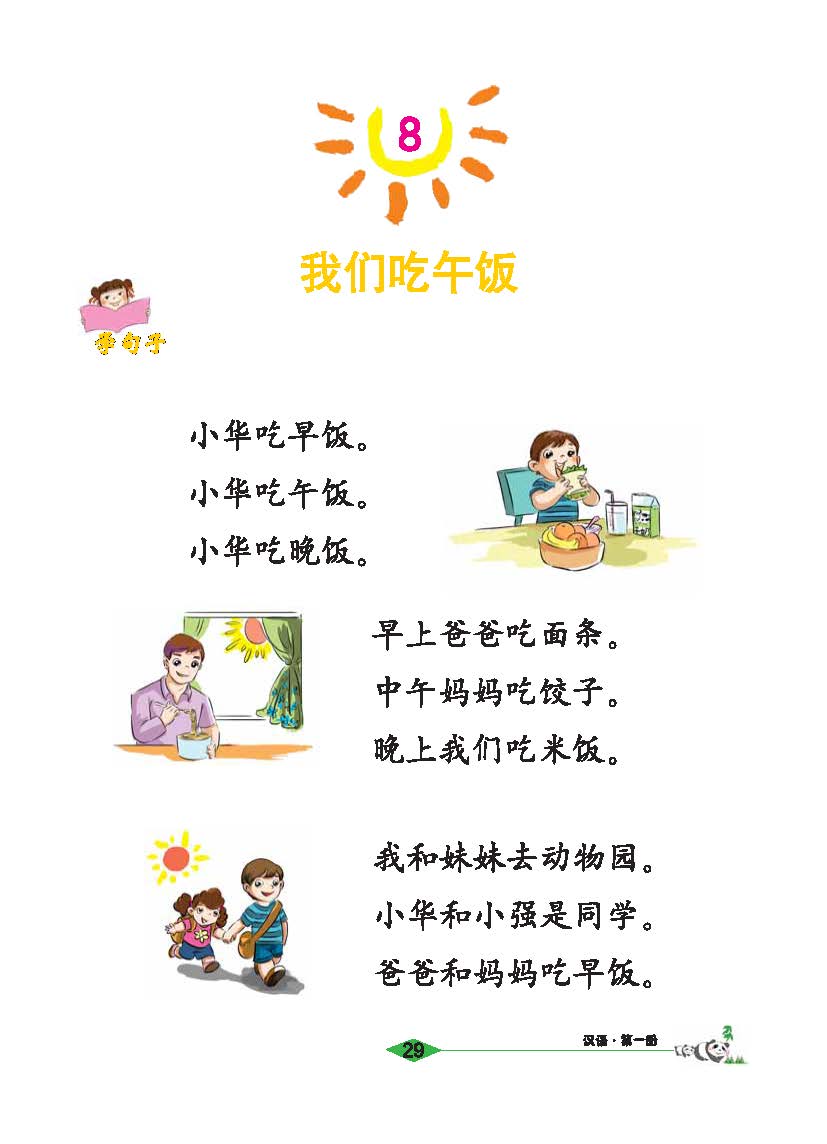 8
我们吃午饭
学句子
小华吃早饭。
小华吃午饭。
小华吃晚饭。
早上爸爸吃面条。
中午妈妈吃饺子。
晚上我们吃米饭。
我和妹妹去动物园。
小华和小强是同学。
爸爸和妈妈吃早饭。
29
汉语·第一册